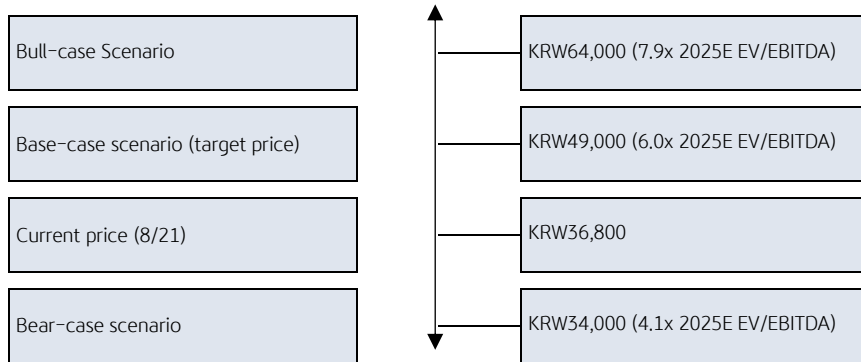 Bull-case Scenario
KRW64,000 (7.9x 2025E EV/EBITDA)
Base-case scenario (target price)
KRW49,000 (6.0x 2025E EV/EBITDA)
Current price (8/21)
KRW36,800
Bear-case scenario
KRW34,000 (4.1x 2025E EV/EBITDA)